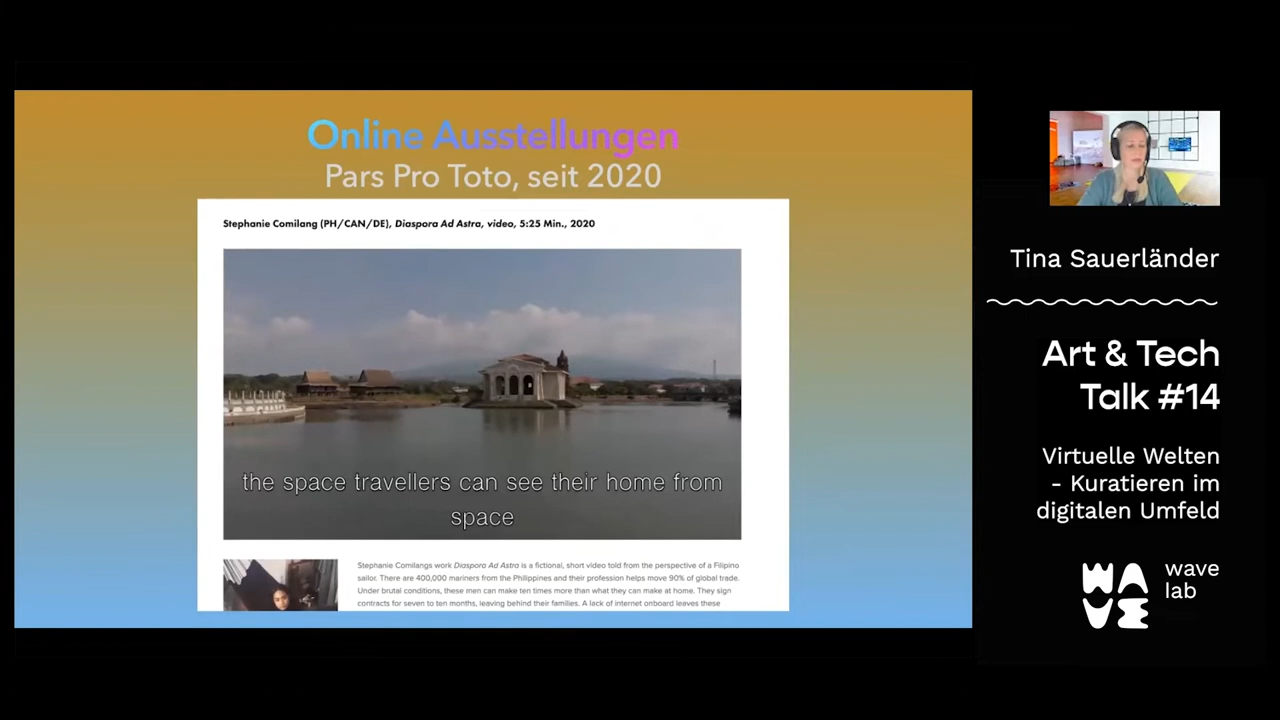 Online Ausstellungen
Pars Pro Toto, seit 2020
Stephanie Comilang (PH/CAN/DE), Diaspora Ad Astra, video, 5:25 Min., 2020
the space travellers can see their home from
space
Stephanie Comilangs work Diaspora Ad Astra is a fictional, short video told from the perspective of a Filipino
sailor. There are 400,000 mariners from the Philippines and their profession helps move 90% of global trade.
Under brutal conditions, these men can make ten times more than what they can make at home. They sign
contracts for seven to ten months, leaving behind their families. A lack of internet onboard leaves these
Tina Sauerländer
Art & Tech
Talk #14
Virtuelle Welten
- Kuratieren im
digitalen Umfeld
WAVE
wave
lab